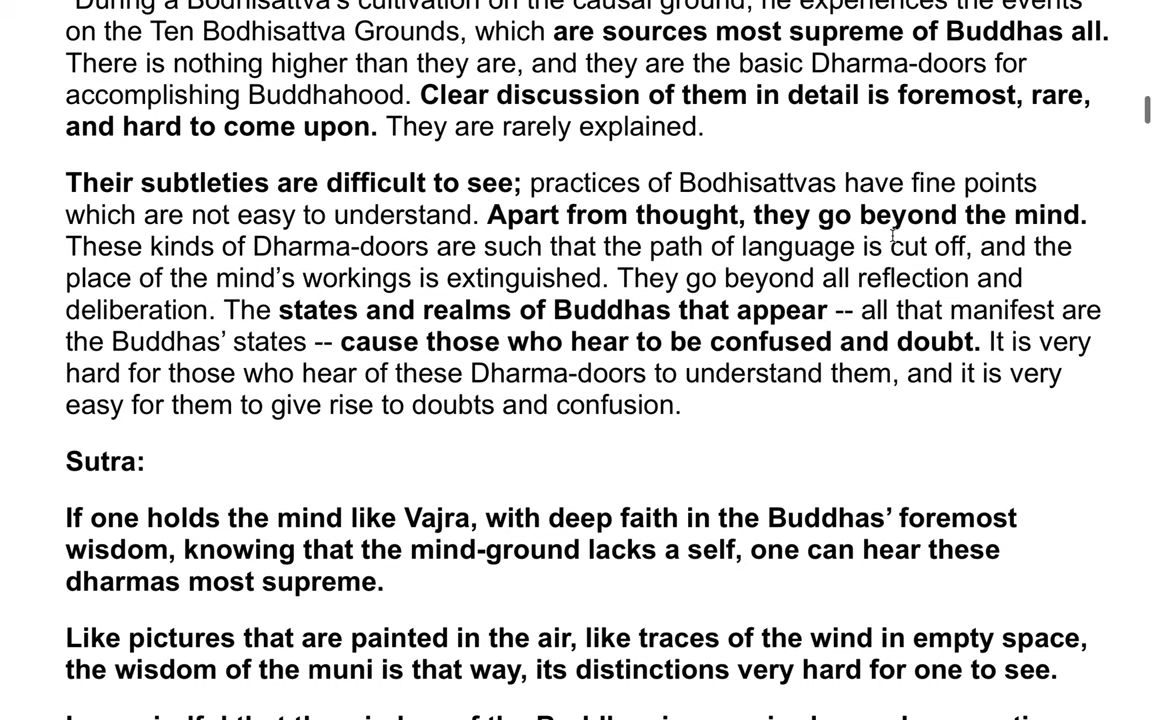 "During a Bodhisattva's cultivation on the causal ground, he experiences the events
on the Ten Bodhisattva Grounds, which are sources most supreme of Buddhas all.
There is nothing higher than they are, and they are the basic Dharma-doors for
accomplishing Buddhahood. Clear discussion of them in detail is foremost, rare,
and hard to come upon. They are rarely explained.
Their subtleties are difficult to see; practices of Bodhisattvas have fine points
which are not easy to understand. Apart from thought, they go beyond the mind.
These kinds of Dharma-doors are such that the path of language is cut off, and the
place of the mind's workings is extinguished. They go beyond all reflection and
deliberation. The states and realms of Buddhas that appear -- all that manifest are
the Buddhas' states -- cause those who hear to be confused and doubt. It is very
hard for those who hear of these Dharma-doors to understand them, and it is very
easy for them to give rise to doubts and confusion.
Sutra:
If one holds the mind like Vajra, with deep faith in the Buddhas' foremost
wisdom, knowing that the mind-ground lacks a self, one can hear these
dharmas most supreme.
Like pictures that are painted in the air, like traces of the wind in empty space,
the wisdom of the muni is that way, its distinctions very hard for one to see.